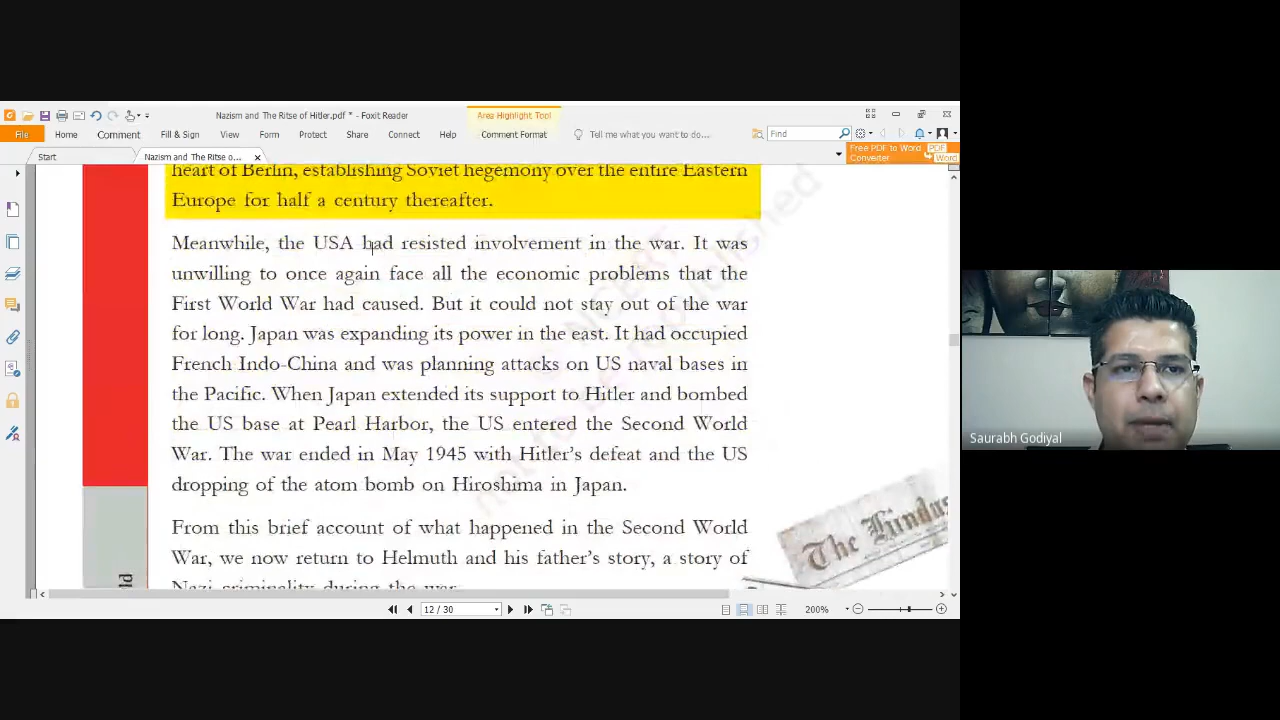 Nazism and The Ritse of Hitler.pdf * - Foxit Reader
Area Highlight Tool
File Home Comment Fill & Sign View Form Protect Share Connect Help Comment Format Tell me what you want to do... Find
Start Nazism and The Ritse o...
Free PDF to Word
Converter
PDF
Word
heart of Berlin, establishing Soviet hegemony over the entire Eastern
Europe for half a century thereafter.
Meanwhile, the USA had resisted involvement in the war. It was
unwilling to once again face all the economic problems that the
First World War had caused. But it could not stay out of the war
for long. Japan was expanding its power in the east. It had occupied
French Indo-China and was planning attacks on US naval bases in
the Pacific. When Japan extended its support to Hitler and bombed
the US base at Pearl Harbor, the US entered the Second World
War. The war ended in May 1945 with Hitler's defeat and the US
dropping of the atom bomb on Hiroshima in Japan.
From this brief account of what happened in the Second World
War, we now return to Helmuth and his father's story, a story of
Nazi criminality during the war.
The Hindus
12 / 30
200%
Saurabh Godiyal